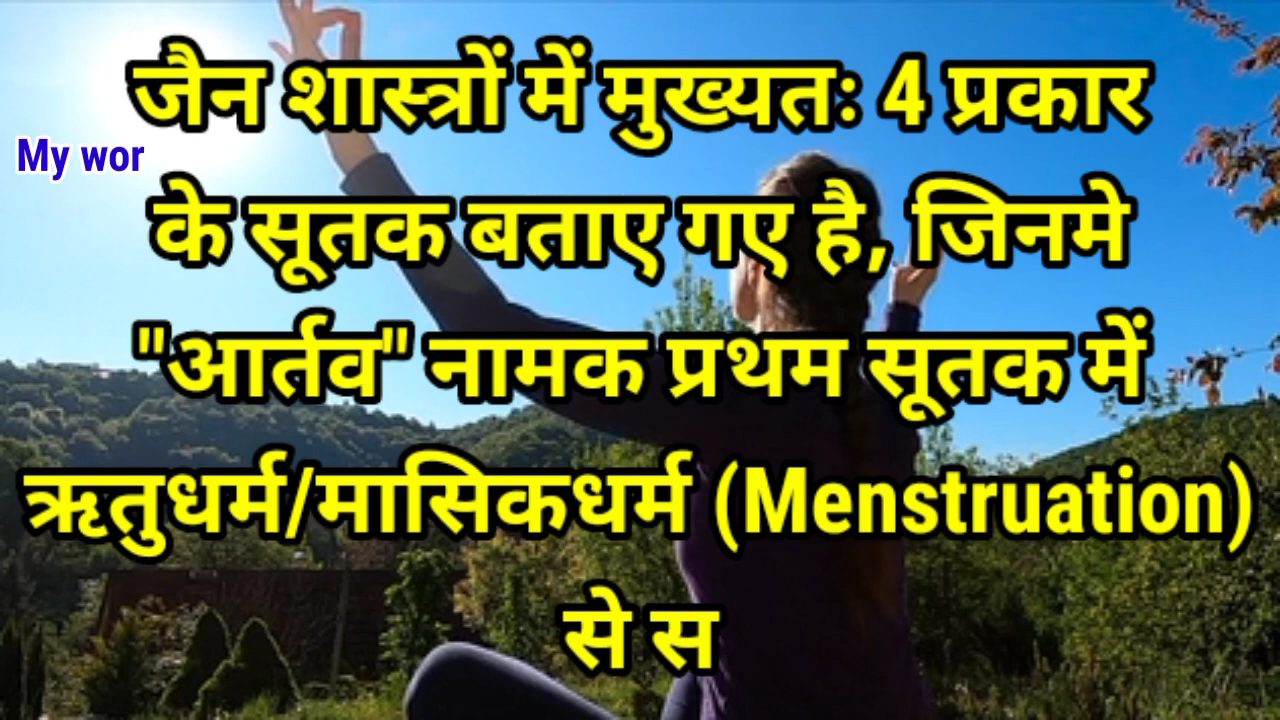 जैन शास्त्रों में मुख्यतः 4 प्रकार
My wor
के सूतक बताए गए है, जिनमे
"आर्तव" नामक प्रथम सूतक में
ऋतुधर्म/मासिकधर्म (Menstruation)
से स